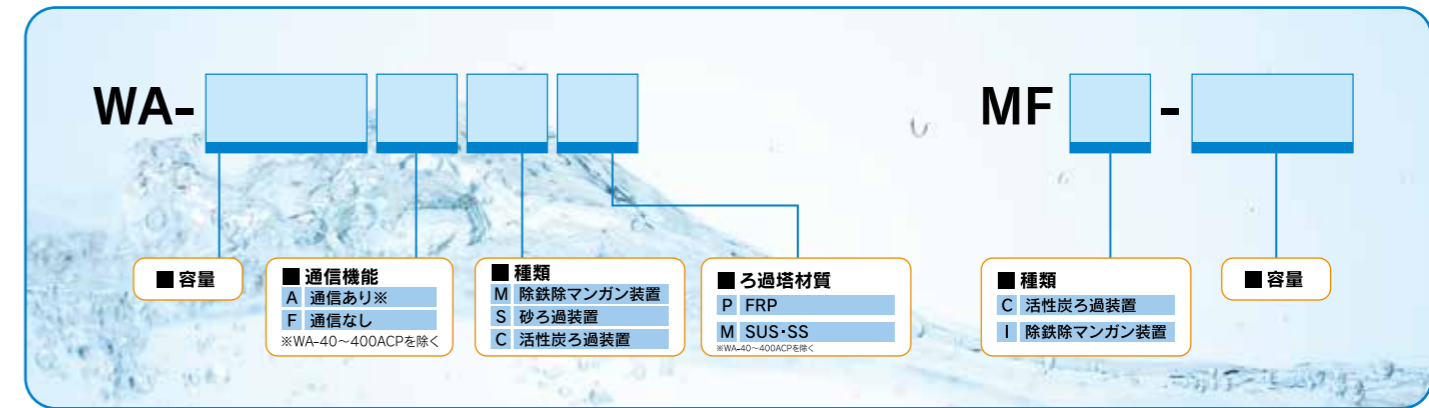 WA-
MF -
■容量
■通信機能
A 通信あり※
F 通信なし
※WA-40～400ACPを除く
■種類
M 除鉄除マンガン装置
S 砂ろ過装置
C 活性炭ろ過装置
■ろ過塔材質
P FRP
M SUS・SS
※WA-40～400ACPを除く
■種類
C 活性炭ろ過装置
I 除鉄除マンガン装置
■容量